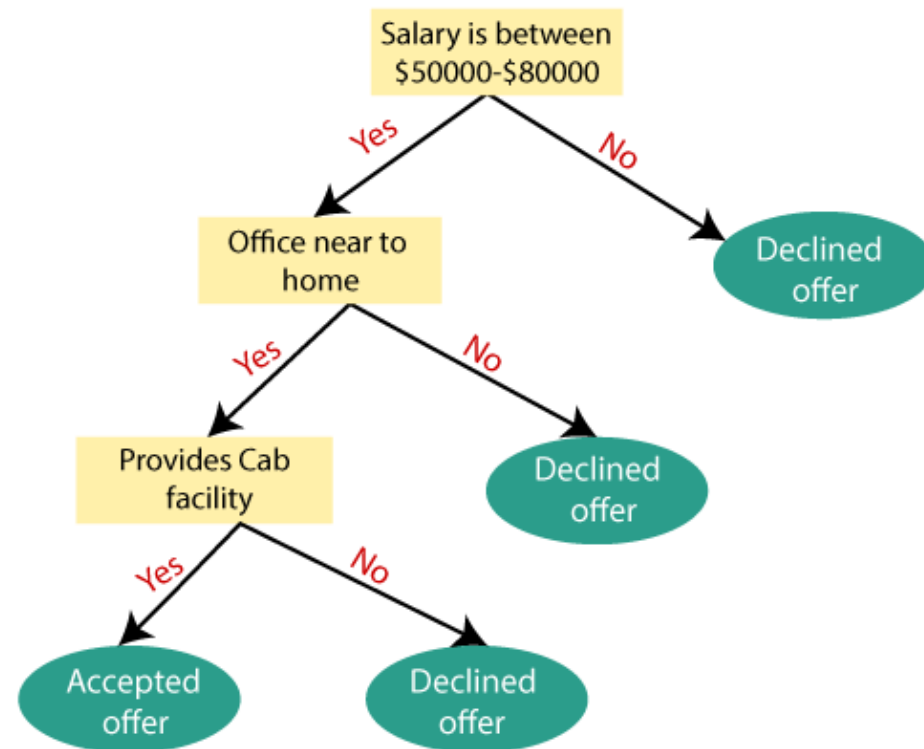 Salary is between
$50000-$80000
Yes
No
Office near to
home
Declined
offer
Yes
No
Provides Cab
facility
Declined
offer
Yes
No
Accepted
offer
Declined
offer